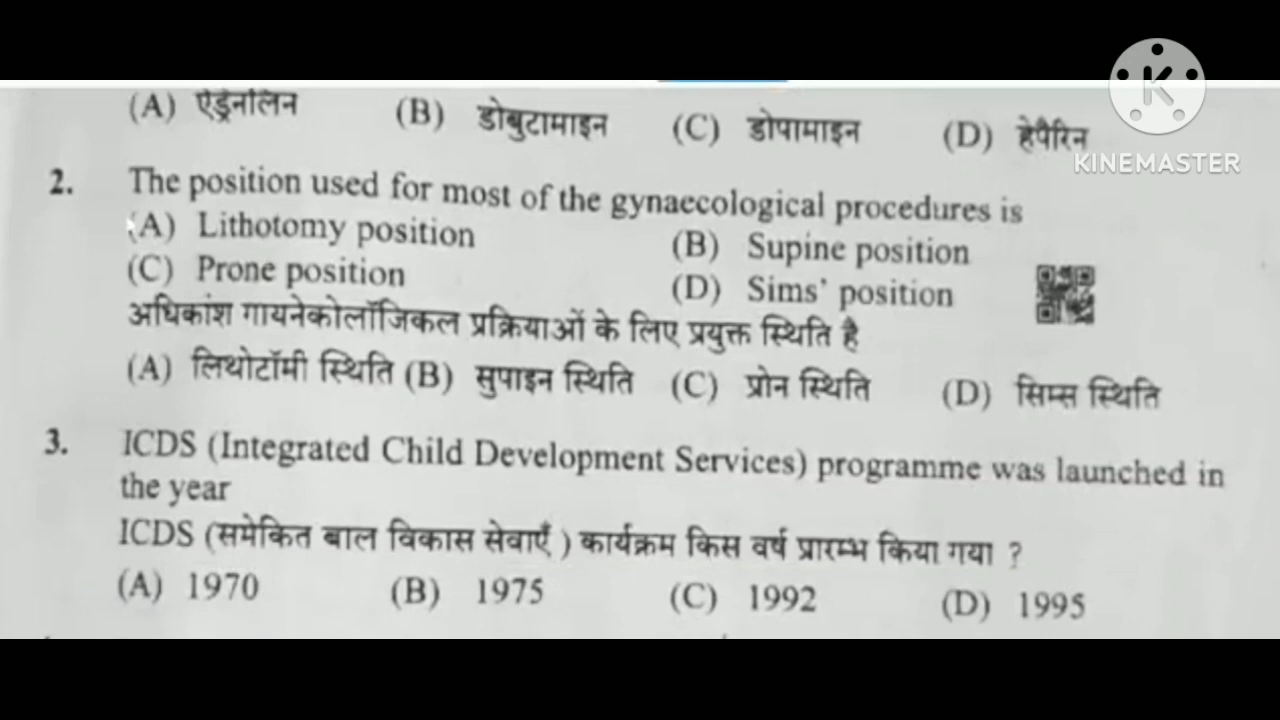 KINEMASTER
(A) ऐड्रेनलिन (B) डोबुटामाइन (C) डोपामाइन (D) हेपैरिन
2. The position used for most of the gynaecological procedures is
(A) Lithotomy position (B) Supine position
(C) Prone position (D) Sims' position
अधिकांश गायनेकोलॉजिकल प्रक्रियाओं के लिए प्रयुक्त स्थिति है
(A) लिथोटॉमी स्थिति (B) सुपाइन स्थिति (C) प्रोन स्थिति (D) सिम्स स्थिति
3. ICDS (Integrated Child Development Services) programme was launched in
the year
ICDS (समेकित बाल विकास सेवाएँ ) कार्यक्रम किस वर्ष प्रारम्भ किया गया ?
(A) 1970 (B) 1975 (C) 1992 (D) 1995